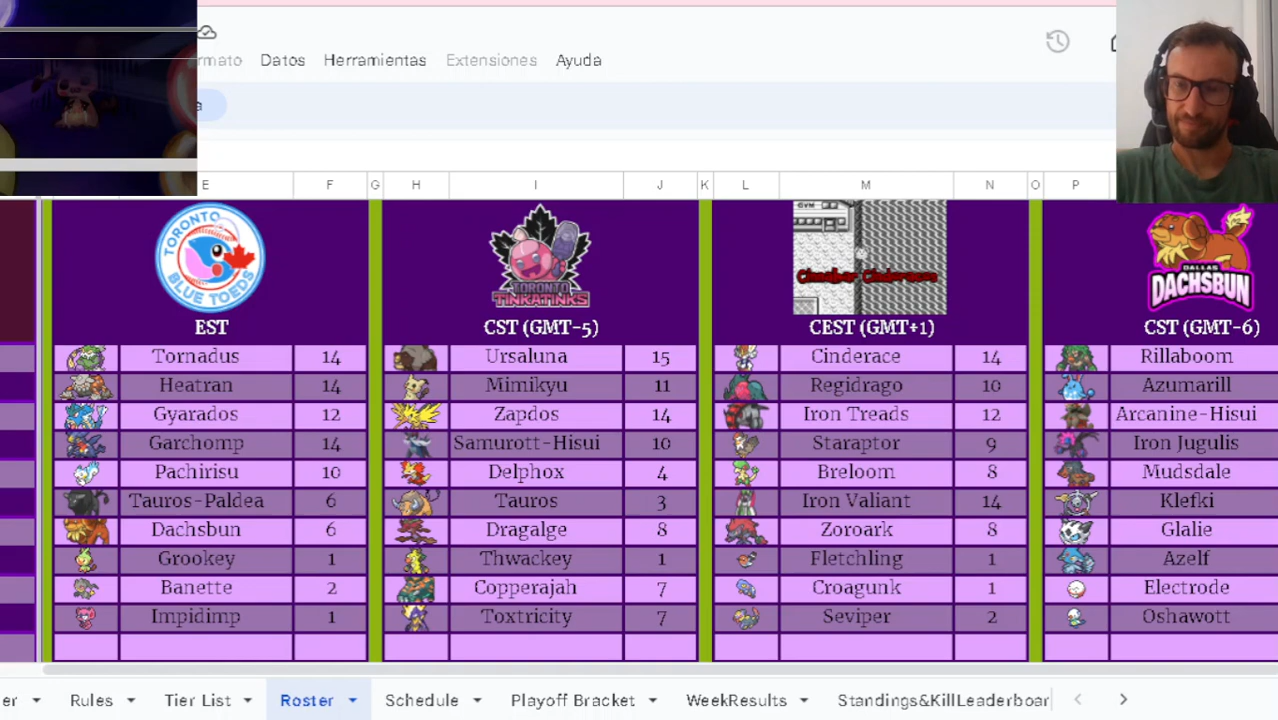 Datos Herramientas Extensiones Ayuda
E F G H I J K L M N O P
TORONTO BLUE TOEDS
TORONTO TINKATINKS
DALLAS DACHSBUN
EST CST (GMT-5) CEST (GMT+1) CST (GMT-6)
Tornadus 14 Ursaluna 15 Cinderace 14 Rillaboom
Heatran 14 Mimikyu 11 Regidrago 10 Azumarill
Gyarados 12 Zapdos 14 Iron Treads 12 Arcanine-Hisui
Garchomp 14 Samurott-Hisui 10 Staraptor 9 Iron Jugulis
Pachirisu 10 Delphox 4 Breloom 8 Mudsdale
Tauros-Paldea 6 Tauros 3 Iron Valiant 14 Klefki
Dachsbun 6 Dragalge 8 Zoroark 8 Glalie
Grookey 1 Thwackey 1 Fletchling 1 Azelf
Banette 2 Copperajah 7 Croagunk 1 Electrode
Impidimp 1 Toxtricity 7 Seviper 2 Oshawott
er Rules Tier List Roster Schedule Playoff Bracket WeekResults Standings&KillLeaderboar